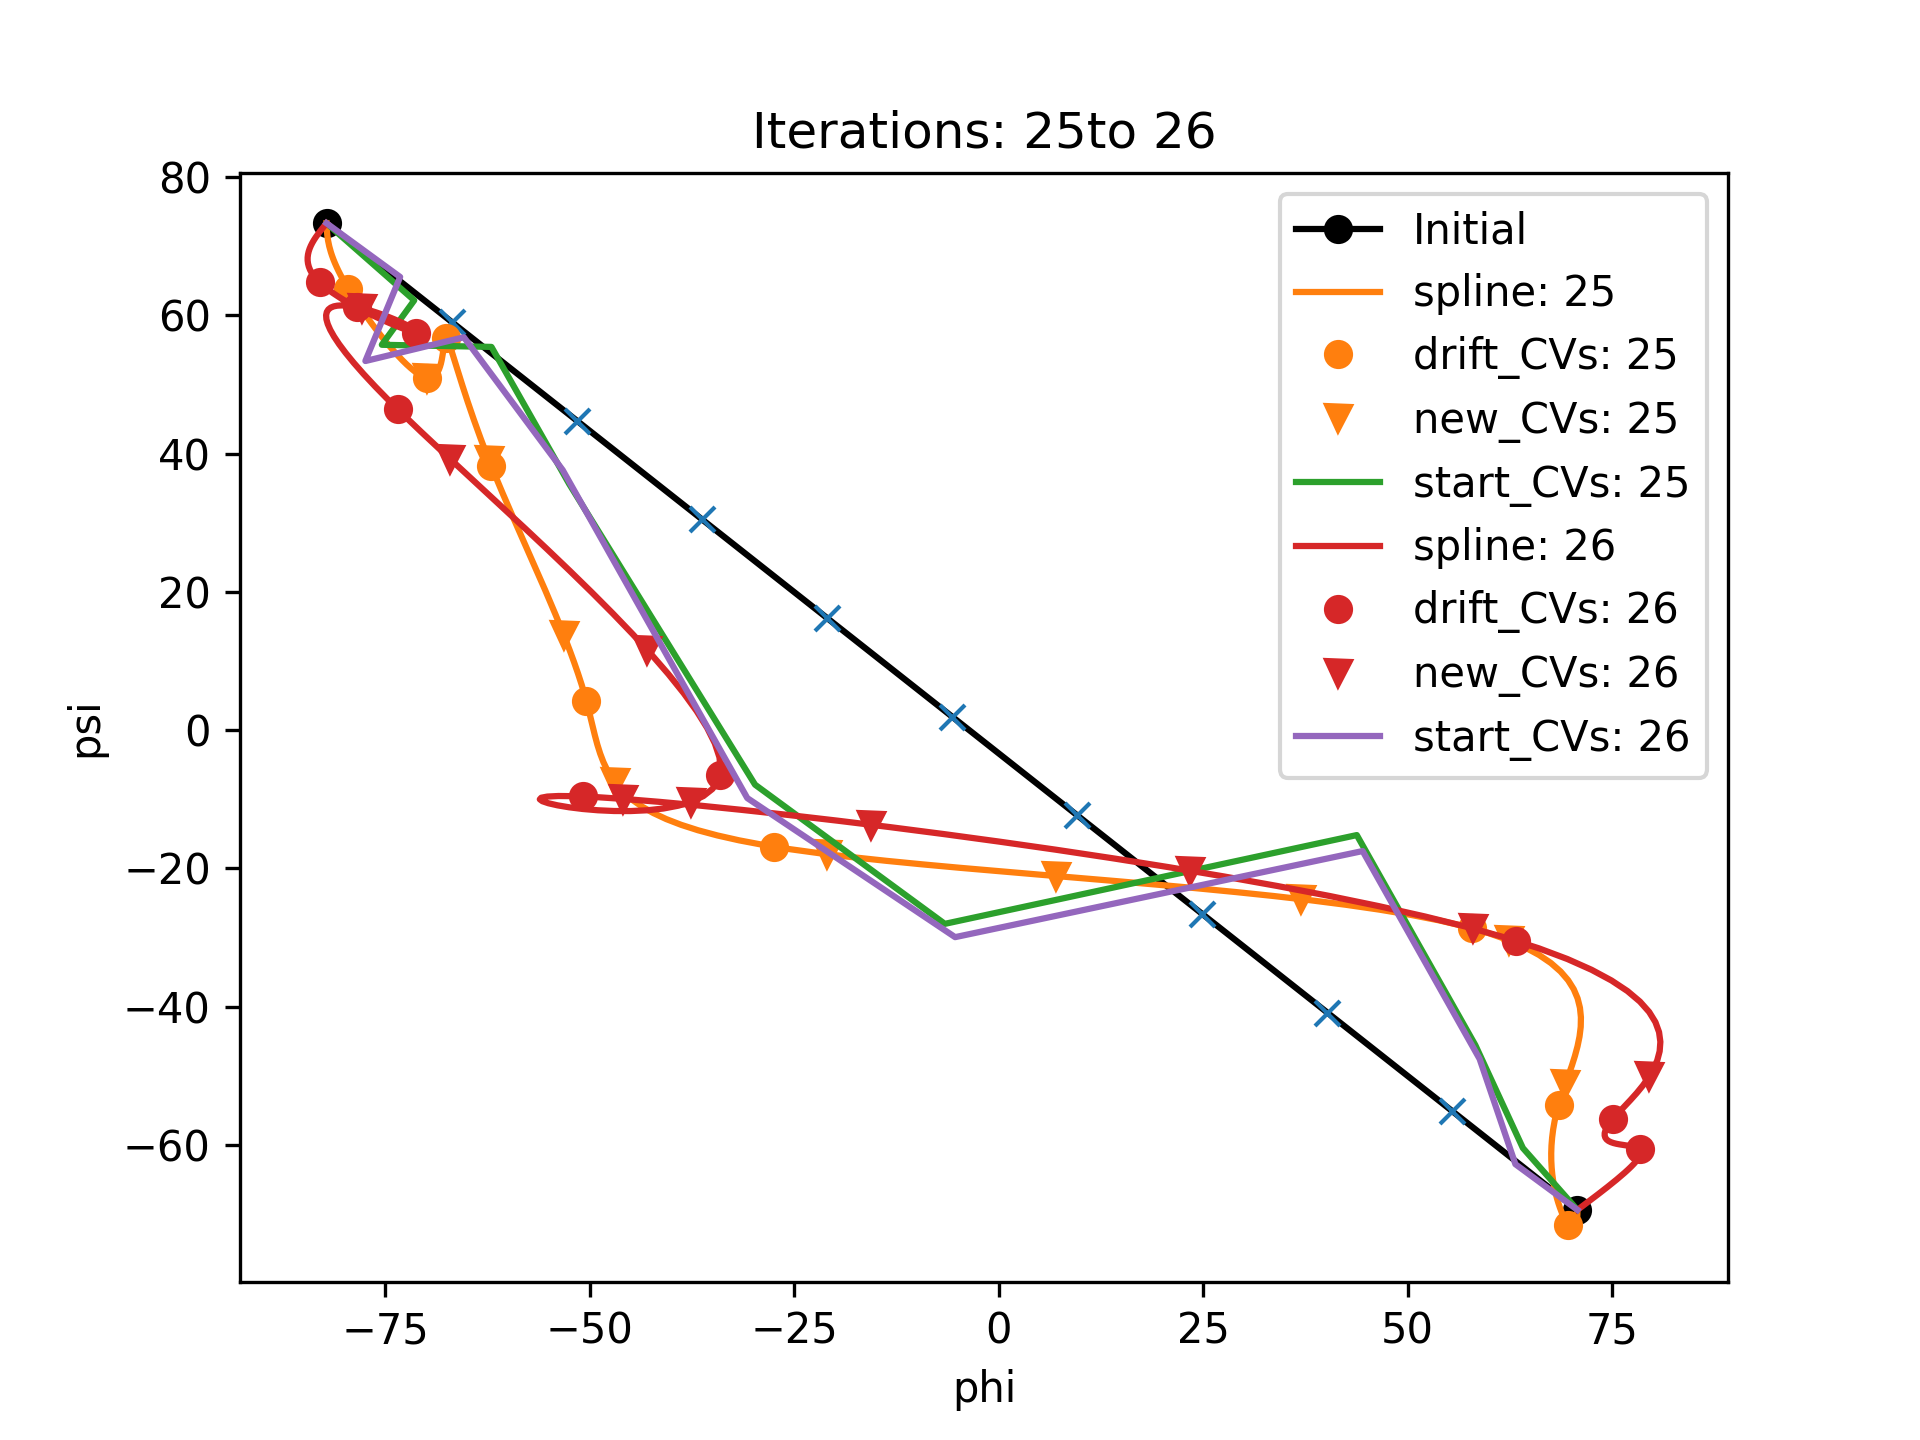 Iterations: 25to 26
80
60
40
20
0
−20
−40
−60
psi
Initial
spline: 25
drift_CVs: 25
new_CVs: 25
start_CVs: 25
spline: 26
drift_CVs: 26
new_CVs: 26
start_CVs: 26
−75 −50 −25 0 25 50 75
phi